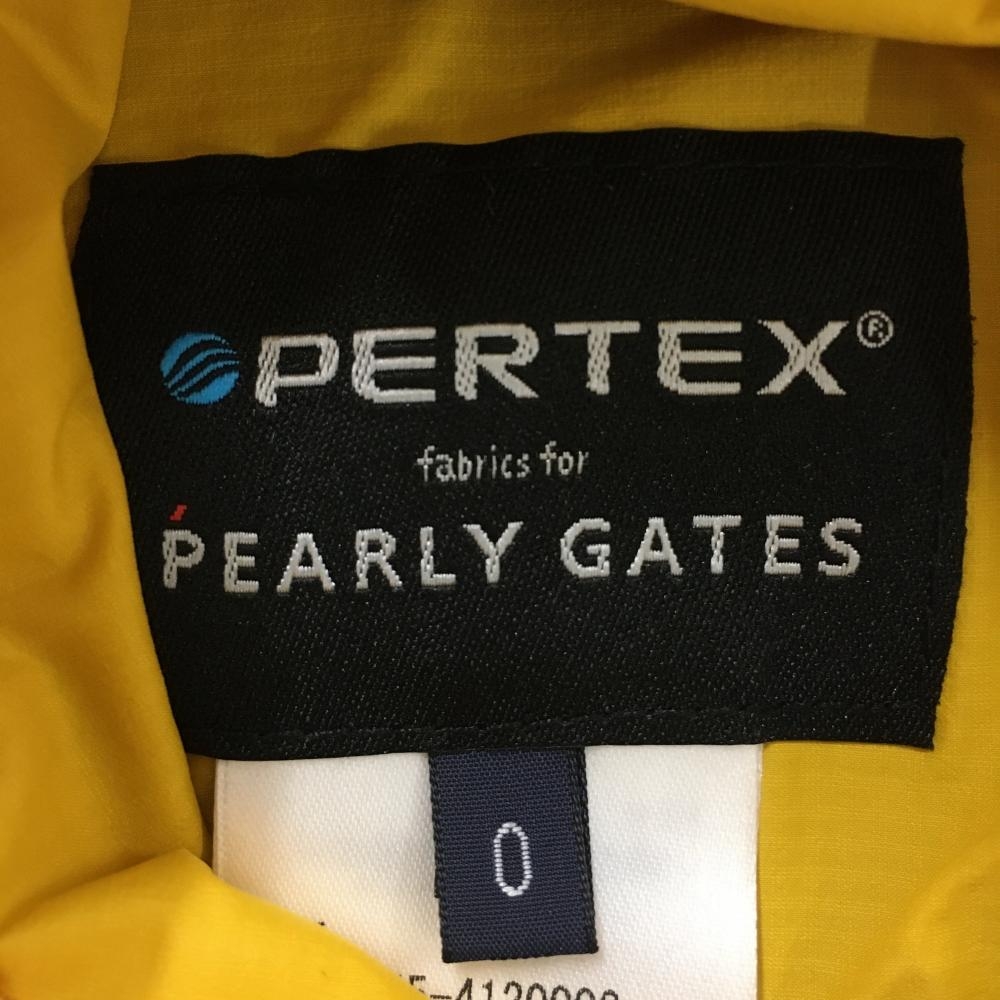 PERTEX®
fabrics for
PEARLY GATES
0